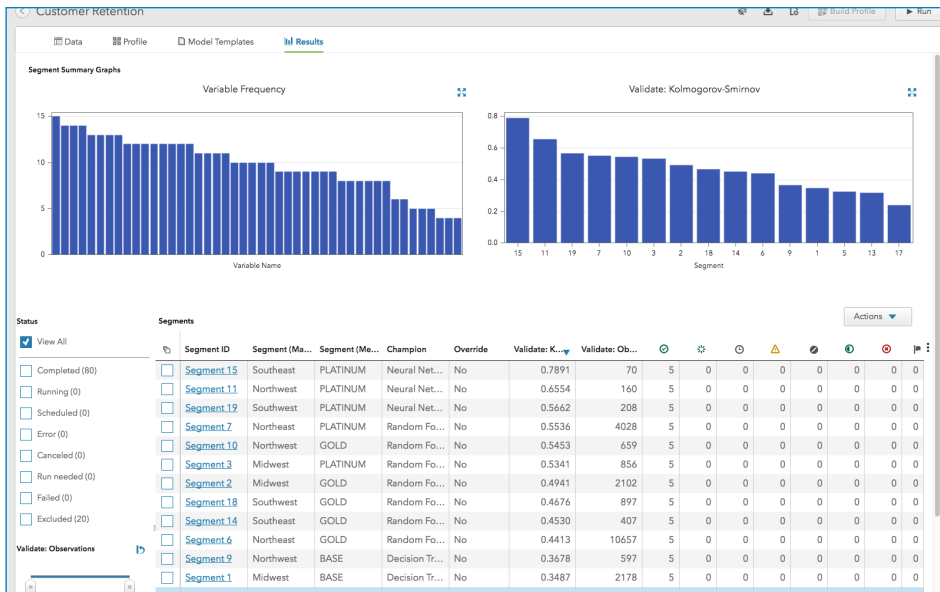 Customer Retention
Build Profile
Run
Data
Profile
Model Templates
Results
Segment Summary Graphs
Variable Frequency
15
10
5
0
Variable Name
Validate: Kolmogorov-Smirnov
0.8
0.6
0.4
0.2
0.0
15 11 19 7 10 3 2 18 14 6 9 1 5 13 17
Segment
Actions
Status
View All
Completed (80)
Running (0)
Scheduled (0)
Error (0)
Canceled (0)
Run needed (0)
Failed (0)
Excluded (20)
Validate: Observations
Segments
Segment ID Segment (Ma... Segment (Me... Champion Override Validate: K... Validate: Ob...
Segment 15 Southeast PLATINUM Neural Net... No 0.7891 70 5 0 0 0 0 0 0 0
Segment 11 Northwest PLATINUM Neural Net... No 0.6554 160 5 0 0 0 0 0 0 0
Segment 19 Southwest PLATINUM Neural Net... No 0.5662 208 5 0 0 0 0 0 0 0
Segment 7 Northeast PLATINUM Random Fo... No 0.5536 4028 5 0 0 0 0 0 0 0
Segment 10 Northwest GOLD Random Fo... No 0.5453 659 5 0 0 0 0 0 0 0
Segment 3 Midwest PLATINUM Random Fo... No 0.5341 856 5 0 0 0 0 0 0 0
Segment 2 Midwest GOLD Random Fo... No 0.4941 2102 5 0 0 0 0 0 0 0
Segment 18 Southwest GOLD Random Fo... No 0.4676 897 5 0 0 0 0 0 0 0
Segment 14 Southeast GOLD Random Fo... No 0.4530 407 5 0 0 0 0 0 0 0
Segment 6 Northeast GOLD Random Fo... No 0.4413 10657 5 0 0 0 0 0 0 0
Segment 9 Northwest BASE Decision Tr... No 0.3678 597 5 0 0 0 0 0 0 0
Segment 1 Midwest BASE Decision Tr... No 0.3487 2178 5 0 0 0 0 0 0 0